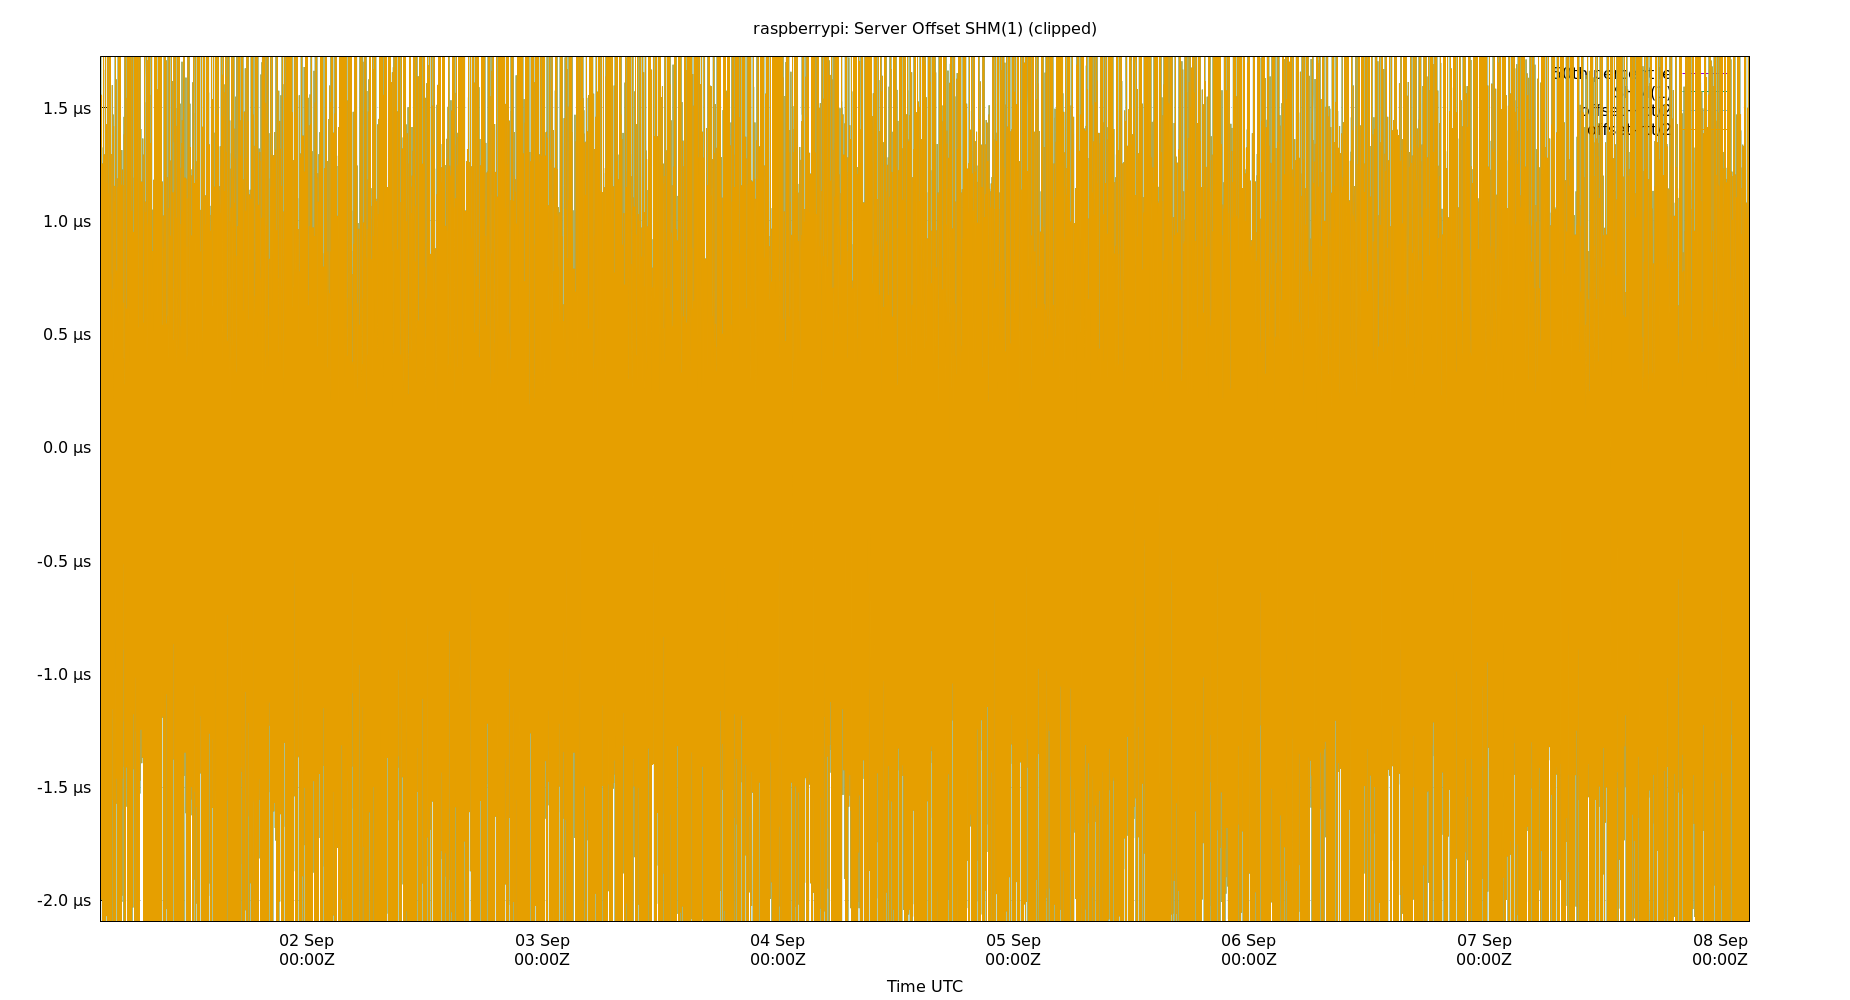 raspberrypi: Server Offset SHM(1) (clipped)
1.5 µs
1.0 µs
0.5 µs
0.0 µs
-0.5 µs
-1.0 µs
-1.5 µs
-2.0 µs
02 Sep 03 Sep 04 Sep 05 Sep 06 Sep 07 Sep 08 Sep
00:00Z 00:00Z 00:00Z 00:00Z 00:00Z 00:00Z 00:00Z
Time UTC